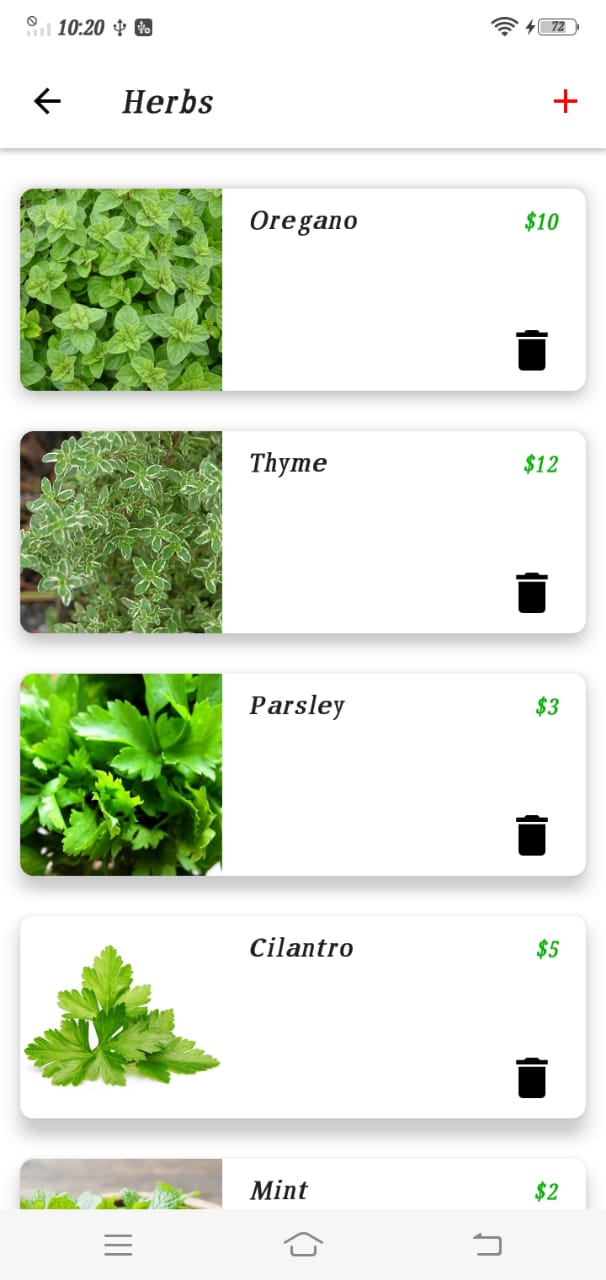 10:20
72
Herbs
Oregano $10
Thyme $12
Parsley $3
Cilantro $5
Mint $2